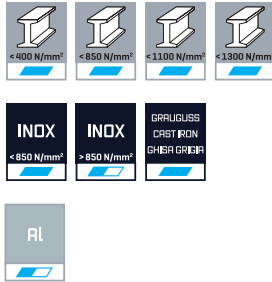 <400 N/mm² <850 N/mm² <1100 N/mm² <1300 N/mm²
INOX INOX GRAUGUSS
CAST IRON
GHISA GRIGIA
<850 N/mm² >850 N/mm²
Al